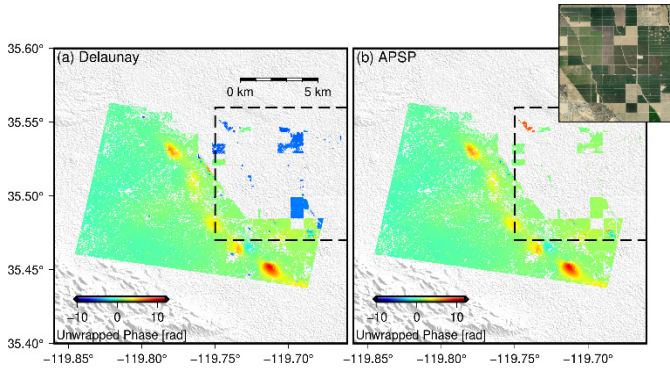 (a) Delaunay
(b) APSP
0 km 5 km
35.60°
35.55°
35.50°
35.45°
35.40°
−10 0 10
Unwrapped Phase [rad]
−10 0 10
Unwrapped Phase [rad]
−119.85° −119.80° −119.75° −119.70°
−119.85° −119.80° −119.75° −119.70°